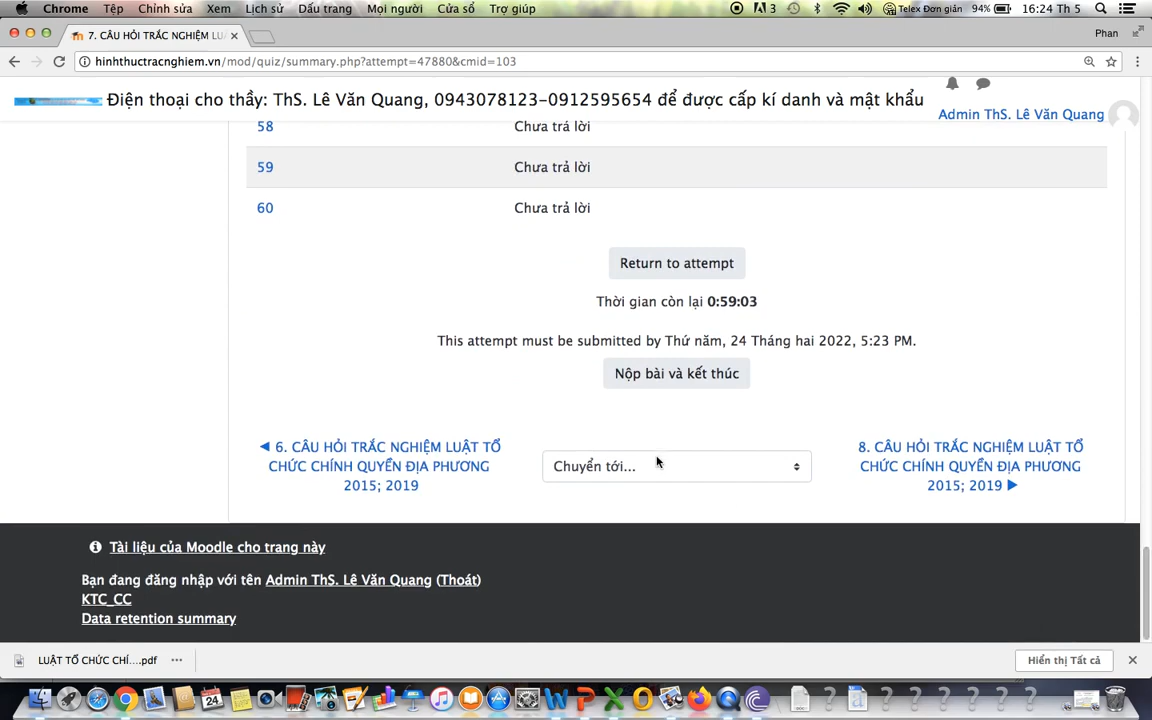 Chrome Tệp Chỉnh sửa Xem Lịch sử Dấu trang Mọi người Cửa sổ Trợ giúp 3 Telex Đơn giản 94% 16:24 Th 5
7. CÂU HỎI TRẮC NGHIỆM LU
Phan
hinhthuctracnghiem.vn/mod/quiz/summary.php?attempt=47880&cmid=103
Điện thoại cho thầy: ThS. Lê Văn Quang, 0943078123-0912595654 để được cấp kí danh và mật khẩu
Admin ThS. Lê Văn Quang
58 Chưa trả lời
59 Chưa trả lời
60 Chưa trả lời
Return to attempt
Thời gian còn lại 0:59:03
This attempt must be submitted by Thứ năm, 24 Tháng hai 2022, 5:23 PM.
Nộp bài và kết thúc
◀ 6. CÂU HỎI TRẮC NGHIỆM LUẬT TỔ
CHỨC CHÍNH QUYỀN ĐỊA PHƯƠNG
2015; 2019
Chuyển tới...
8. CÂU HỎI TRẮC NGHIỆM LUẬT TỔ
CHỨC CHÍNH QUYỀN ĐỊA PHƯƠNG
2015; 2019 ▶
Tài liệu của Moodle cho trang này
Bạn đang đăng nhập với tên Admin ThS. Lê Văn Quang (Thoát)
KTC_CC
Data retention summary
LUẬT TỔ CHỨC CHÍ....pdf
Hiển thị Tất cả